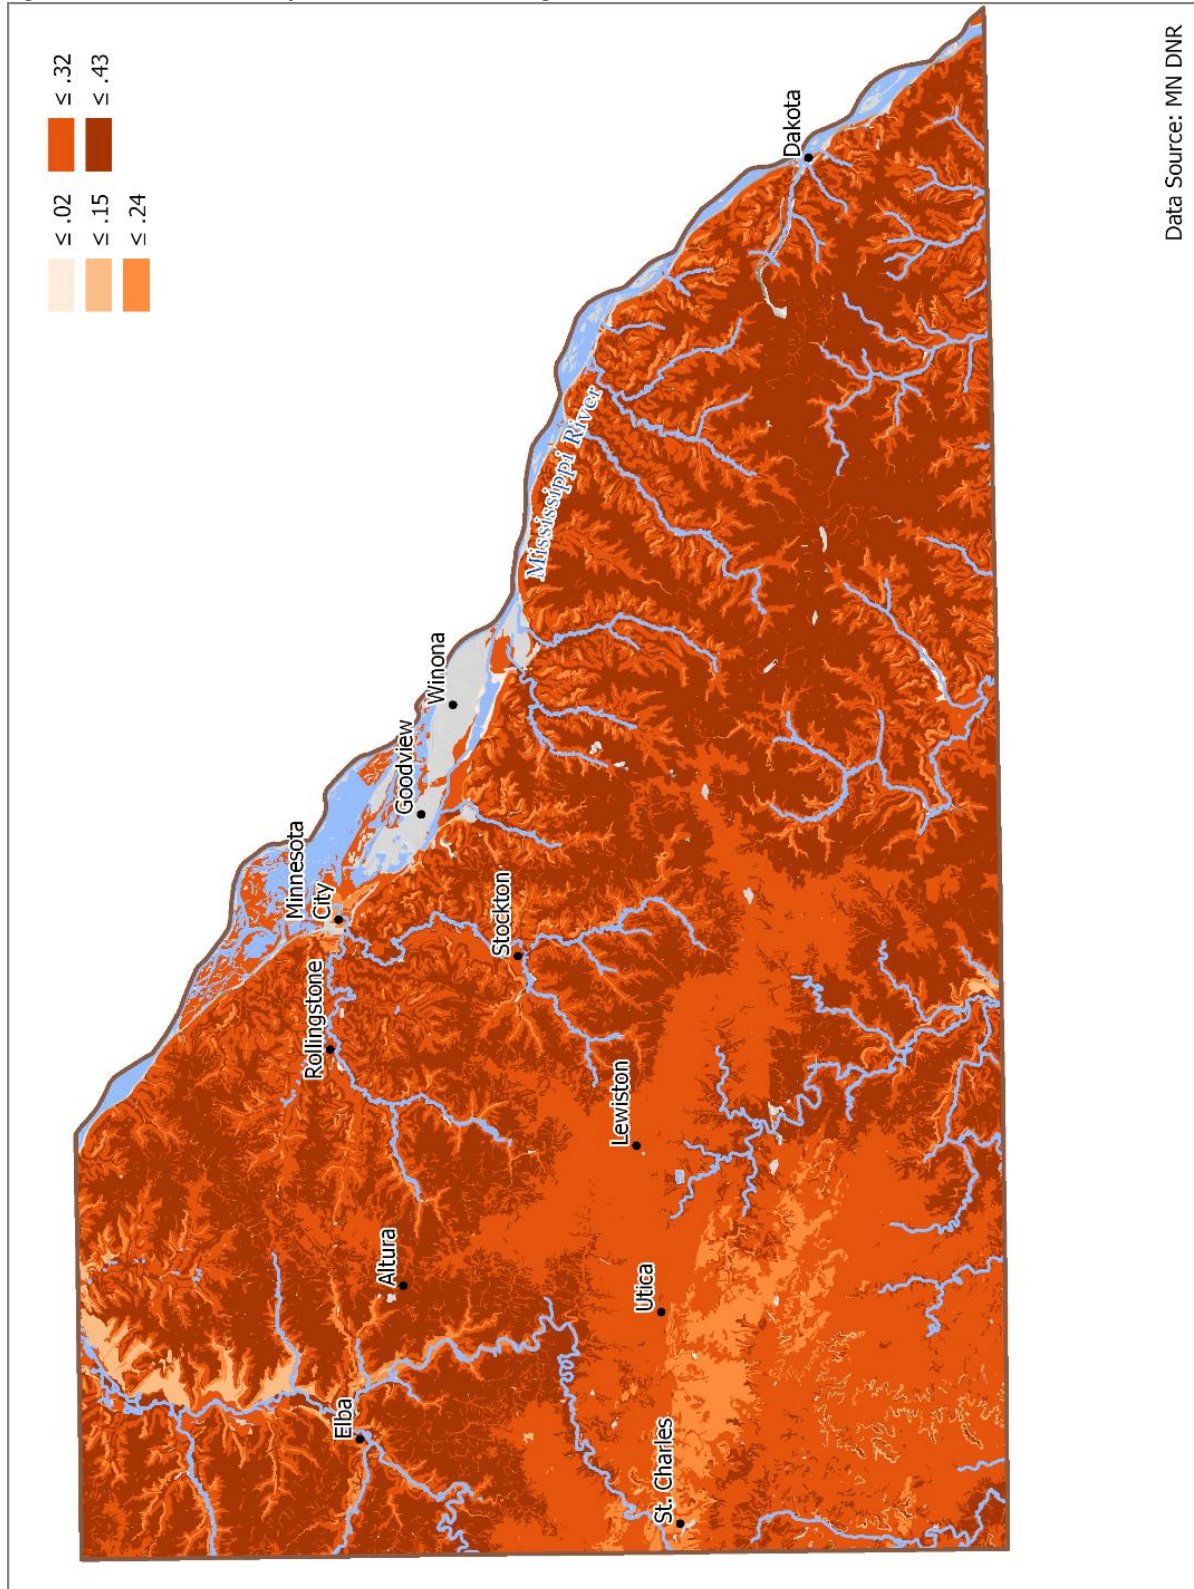 ≤ .02
≤ .15
≤ .24
≤ .32
≤ .43
Elba
Altura
Rollingstone
Minnesota
City
Goodview
Winona
St. Charles
Utica
Lewiston
Stockton
Mississippi River
Dakota
Data Source: MN DNR